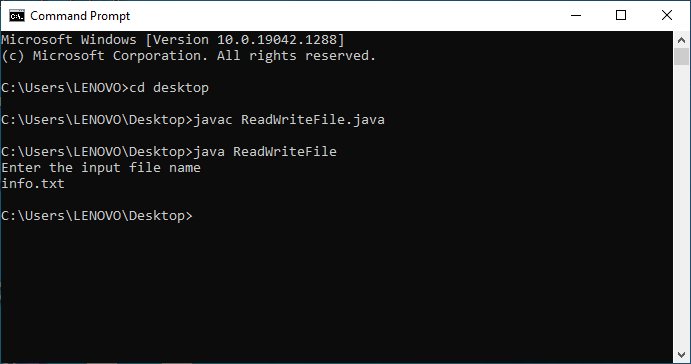 Command Prompt
Microsoft Windows [Version 10.0.19042.1288]
(c) Microsoft Corporation. All rights reserved.
C:\Users\LENOVO>cd desktop
C:\Users\LENOVO\Desktop>javac ReadWriteFile.java
C:\Users\LENOVO\Desktop>java ReadWriteFile
Enter the input file name
info.txt
C:\Users\LENOVO\Desktop>